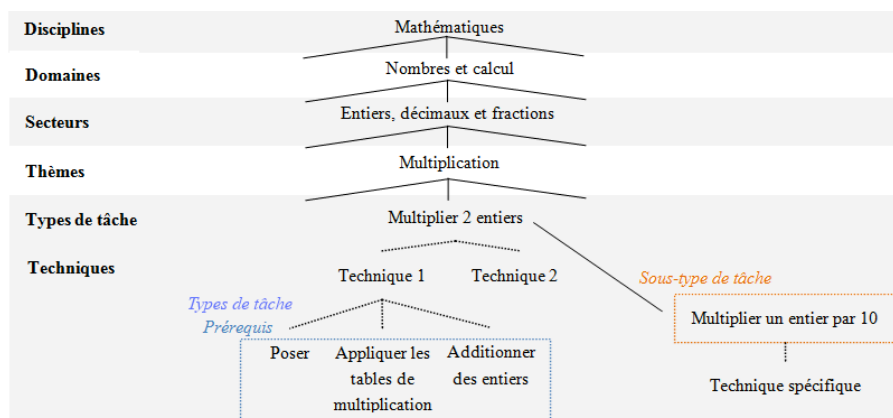 Disciplines
Mathématiques
Domaines
Nombres et calcul
Secteurs
Entiers, décimaux et fractions
Thèmes
Multiplication
Types de tâche
Multiplier 2 entiers
Techniques
Technique 1
Technique 2
Sous-type de tâche
Types de tâche
Prérequis
Multiplier un entier par 10
Poser
Appliquer les
tables de
multiplication
Additionner
des entiers
Technique spécifique